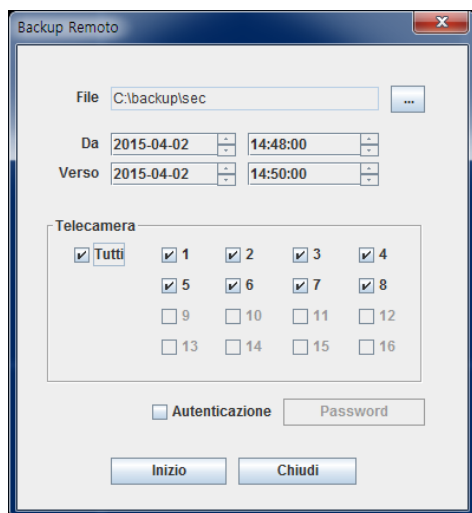 Backup Remoto
File C:\backup\sec ...
Da 2015-04-02 14:48:00
Verso 2015-04-02 14:50:00
Telecamera
Tutti 1 2 3 4
5 6 7 8
9 10 11 12
13 14 15 16
Autenticazione Password
Inizio Chiudi